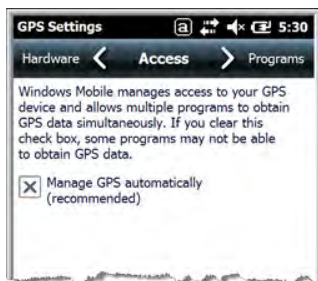 GPS Settings a 5:30
Hardware Access Programs
Windows Mobile manages access to your GPS
device and allows multiple programs to obtain
GPS data simultaneously. If you clear this
check box, some programs may not be able
to obtain GPS data.
Manage GPS automatically
(recommended)